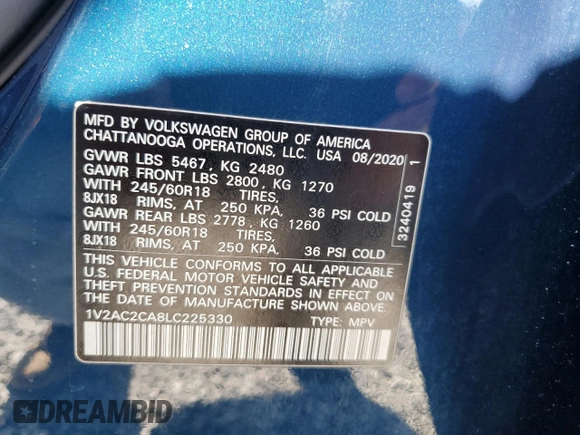 MFD BY VOLKSWAGEN GROUP OF AMERICA
CHATTANOOGA OPERATIONS, LLC. USA 08/2020
GVWR LBS 5467, KG 2480
GAWR FRONT LBS 2800, KG 1270
WITH 245/60R18 TIRES,
8JX18 RIMS, AT 250 KPA, 36 PSI COLD
GAWR REAR LBS 2778, KG 1260
WITH 245/60R18 TIRES,
8JX18 RIMS, AT 250 KPA, 36 PSI COLD
THIS VEHICLE CONFORMS TO ALL APPLICABLE
U.S. FEDERAL MOTOR VEHICLE SAFETY AND
THEFT PREVENTION STANDARDS IN EFFECT ON
THE DATE OF MANUFACTURE SHOWN ABOVE
1V2AC2CA8LC225330 TYPE: MPV
3240419 1
DREAMBID